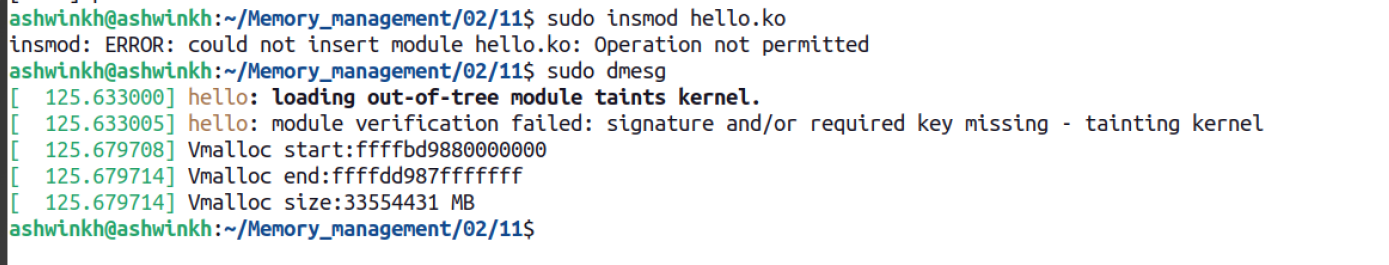 ashwinkh@ashwinkh:~/Memory_management/02/11$ sudo insmod hello.ko
insmod: ERROR: could not insert module hello.ko: Operation not permitted
ashwinkh@ashwinkh:~/Memory_management/02/11$ sudo dmesg
[  125.633000] hello: loading out-of-tree module taints kernel.
[  125.633005] hello: module verification failed: signature and/or required key missing - tainting kernel
[  125.679708] Vmalloc start:ffffbd9880000000
[  125.679714] Vmalloc end:ffffdd987fffffff
[  125.679714] Vmalloc size:33554431 MB
ashwinkh@ashwinkh:~/Memory_management/02/11$